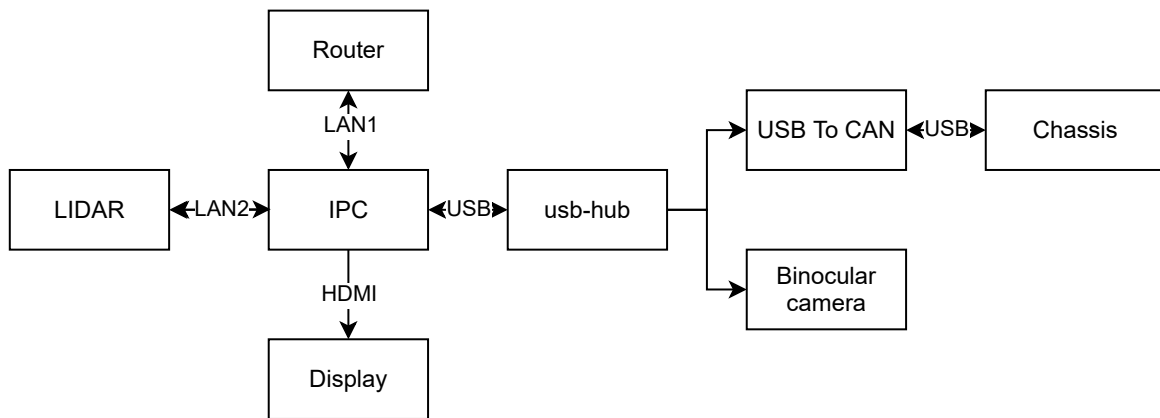 Router
LAN1
USB To CAN
USB
Chassis
LIDAR
LAN2
IPC
USB
usb-hub
HDMI
Binocular
camera
Display